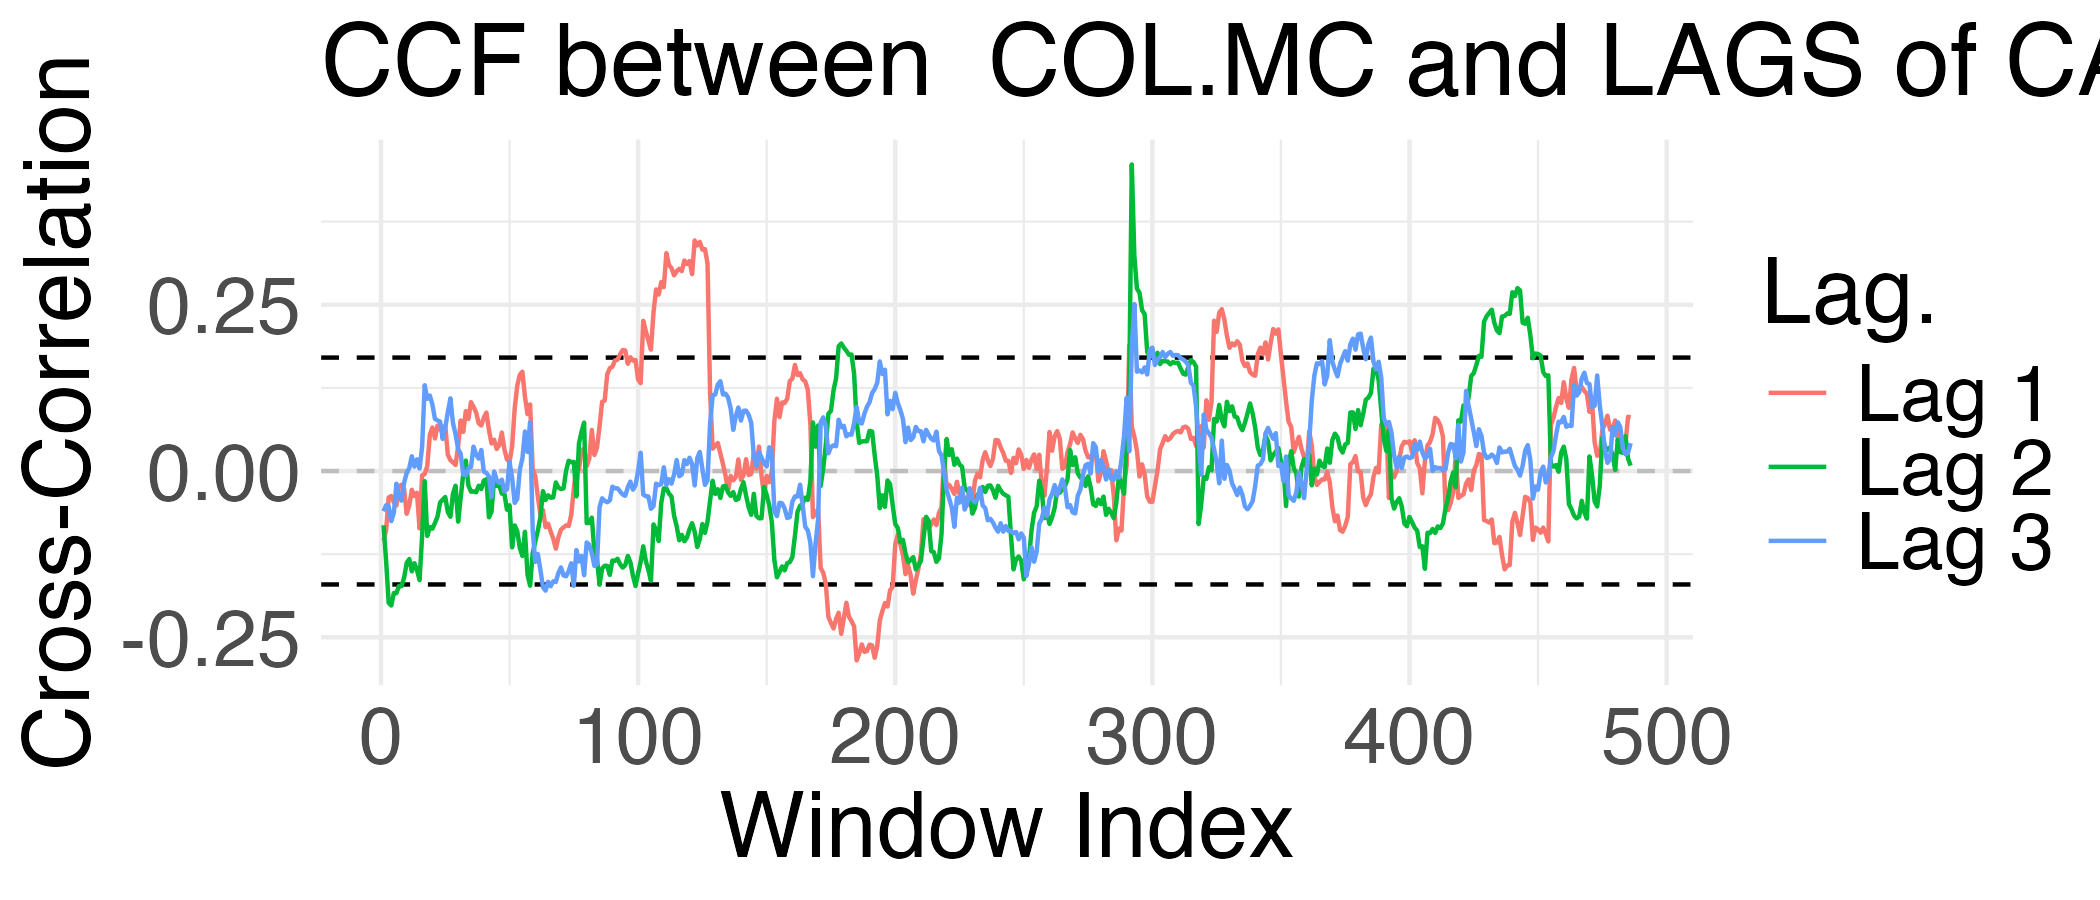 CCF between  COL.MC and LAGS of
Cross-Correlation
0.25
0.00
-0.25
0 100 200 300 400 500
Window Index
Lag.
Lag 1
Lag 2
Lag 3